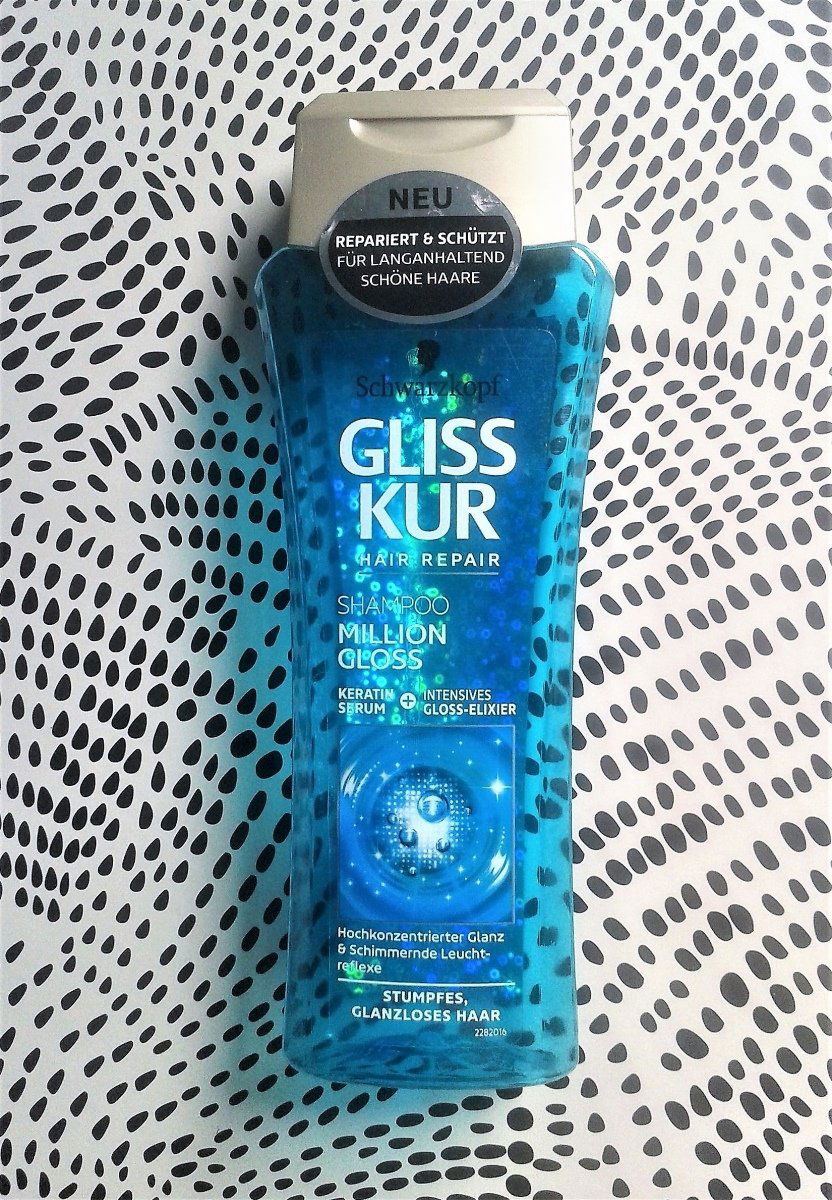 NEU
REPARIERT & SCHÜTZT
FÜR LANGANHALTEND
SCHÖNE HAARE
Schwarzkopf
GLISS
KUR
HAIR REPAIR
SHAMPOO
MILLION
GLOSS
KERATIN
SERUM
+
INTENSIVES
GLOSS-ELIXIER
Hochkonzentrierter Glanz
& Schimmernde Leucht-
reflexe
STUMPFES,
GLANZLOSES HAAR
2282016